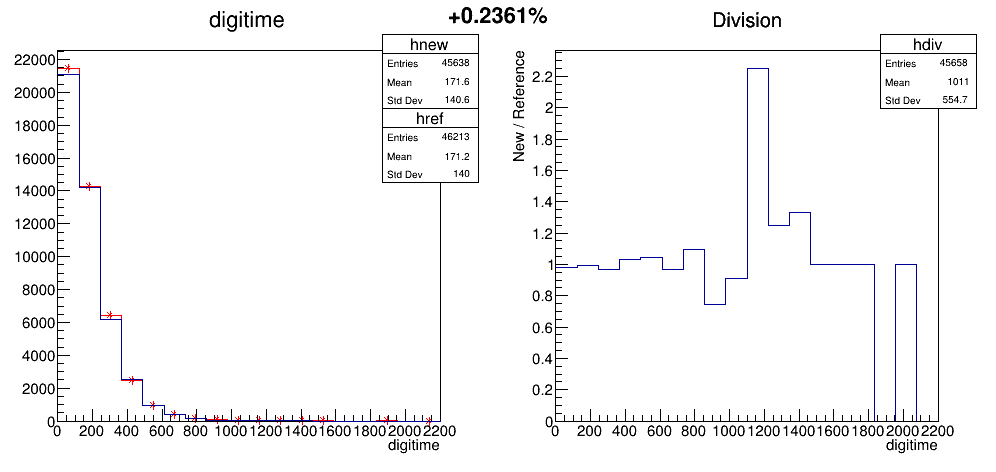 digitime
+0.2361%
Division
hnew
Entries 45638
Mean 171.6
Std Dev 140.6
href
Entries 46213
Mean 171.2
Std Dev 140
22000
20000
18000
16000
14000
12000
10000
8000
6000
4000
2000
0
0 200 400 600 800 1000 1200 1400 1600 1800 2000 2200
digitime
hdiv
Entries 45658
Mean 1011
Std Dev 554.7
New / Reference
2.2
2
1.8
1.6
1.4
1.2
1
0.8
0.6
0.4
0.2
0
0 200 400 600 800 1000 1200 1400 1600 1800 2000 2200
digitime